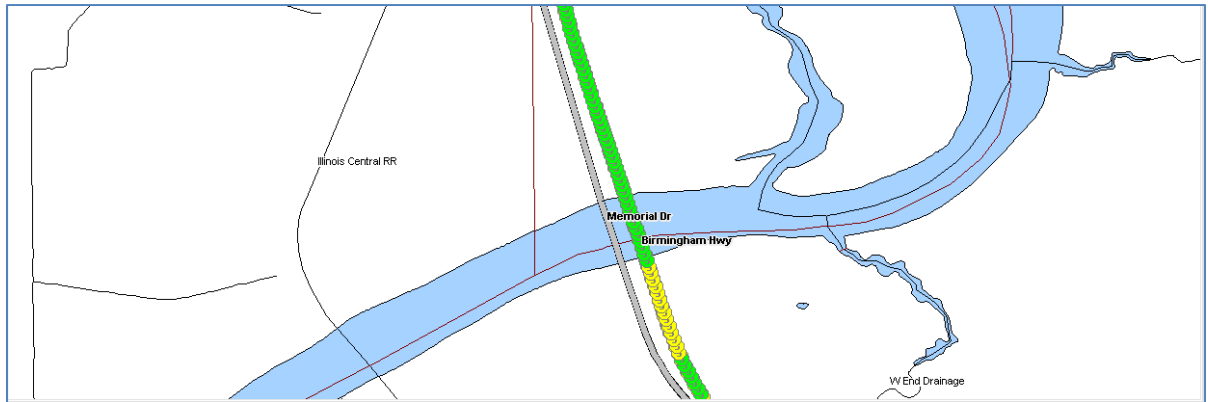 Illinois Central RR
Memorial Dr
Birmingham Hwy
W End Drainage